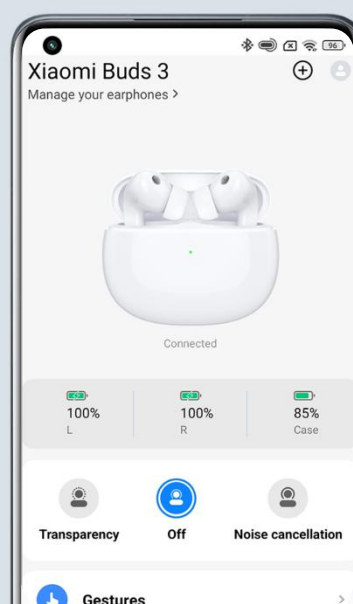 96
Xiaomi Buds 3
Manage your earphones >
Connected
100% 100% 85%
L R Case
Transparency Off Noise cancellation
Gestures >